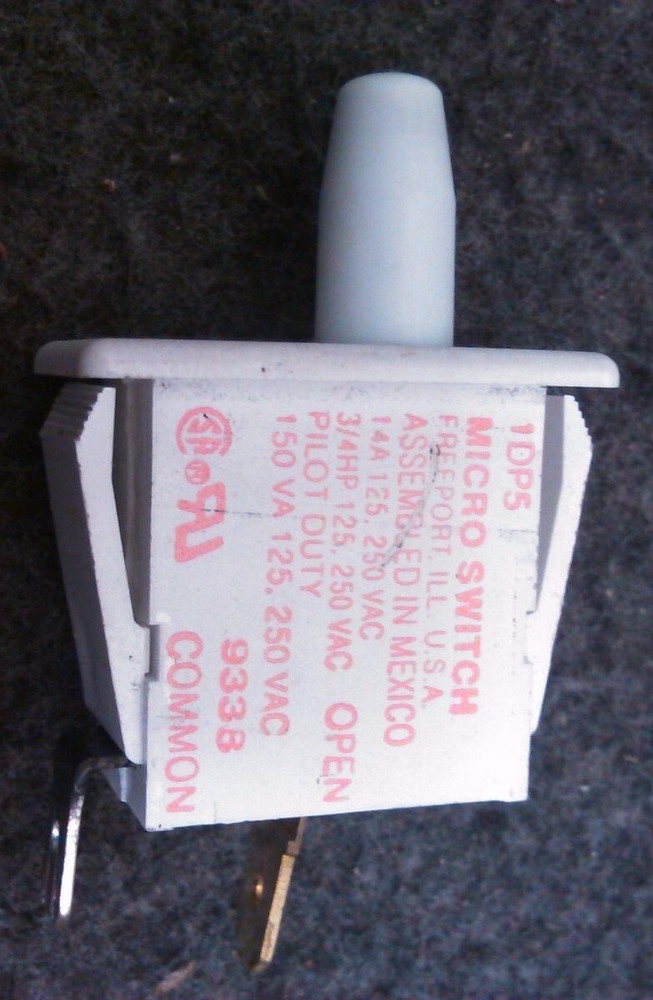 1DP5
MICRO SWITCH
FREEPORT, ILL. U.S.A.
ASSEMBLED IN MEXICO
14A 125, 250 VAC
3/4HP 125, 250 VAC
OPEN
PILOT DUTY
150 VA 125, 250 VAC
9338
COMMON